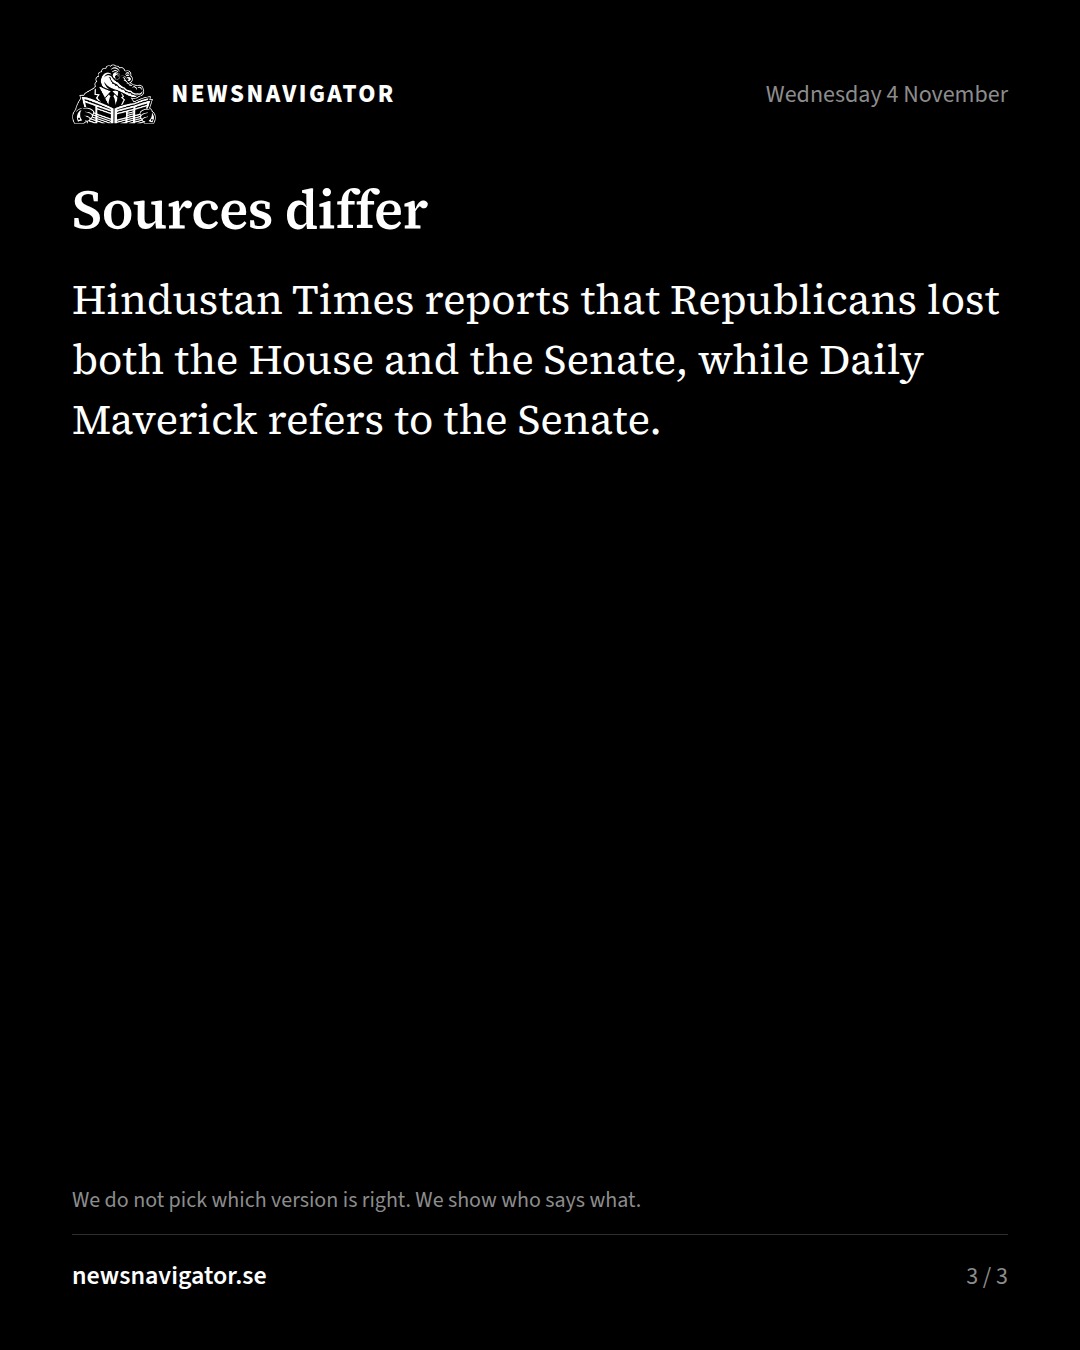 NEWSNAVIGATOR
Wednesday 4 November
Sources differ
Hindustan Times reports that Republicans lost
both the House and the Senate, while Daily
Maverick refers to the Senate.
We do not pick which version is right. We show who says what.
newsnavigator.se
3 / 3